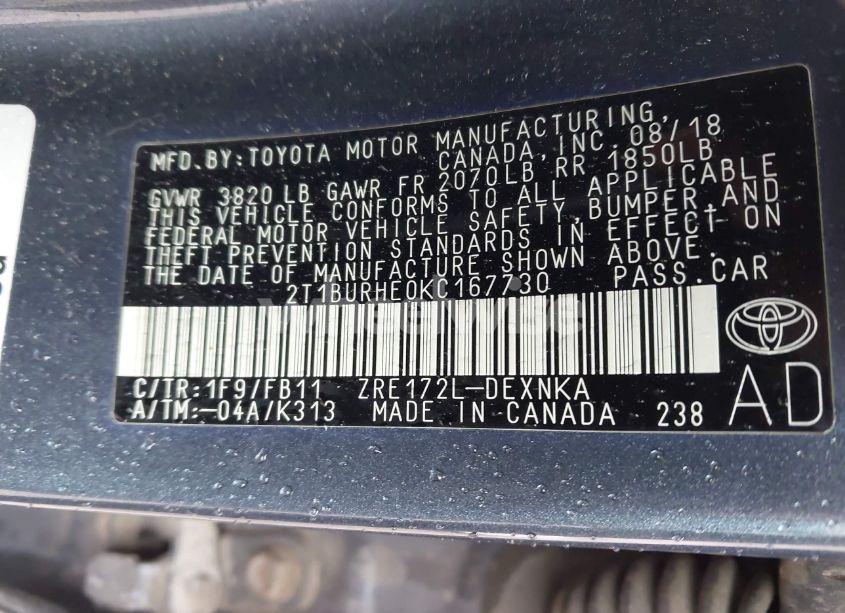 MFD. BY: TOYOTA MOTOR MANUFACTURING,
CANADA, INC. 08/18
GVWR 3820 LB GAWR FR 2070LB RR 1850LB
THIS VEHICLE CONFORMS TO ALL APPLICABLE
FEDERAL MOTOR VEHICLE SAFETY, BUMPER, AND
THEFT PREVENTION STANDARDS IN EFFECT ON
THE DATE OF MANUFACTURE SHOWN ABOVE.
2T1BURHE0KC167730 PASS.CAR
WheelWise
C/TR: 1F9/FB11 ZRE172L-DEXNKA
A/TM: -04A/K313 MADE IN CANADA 238
AD